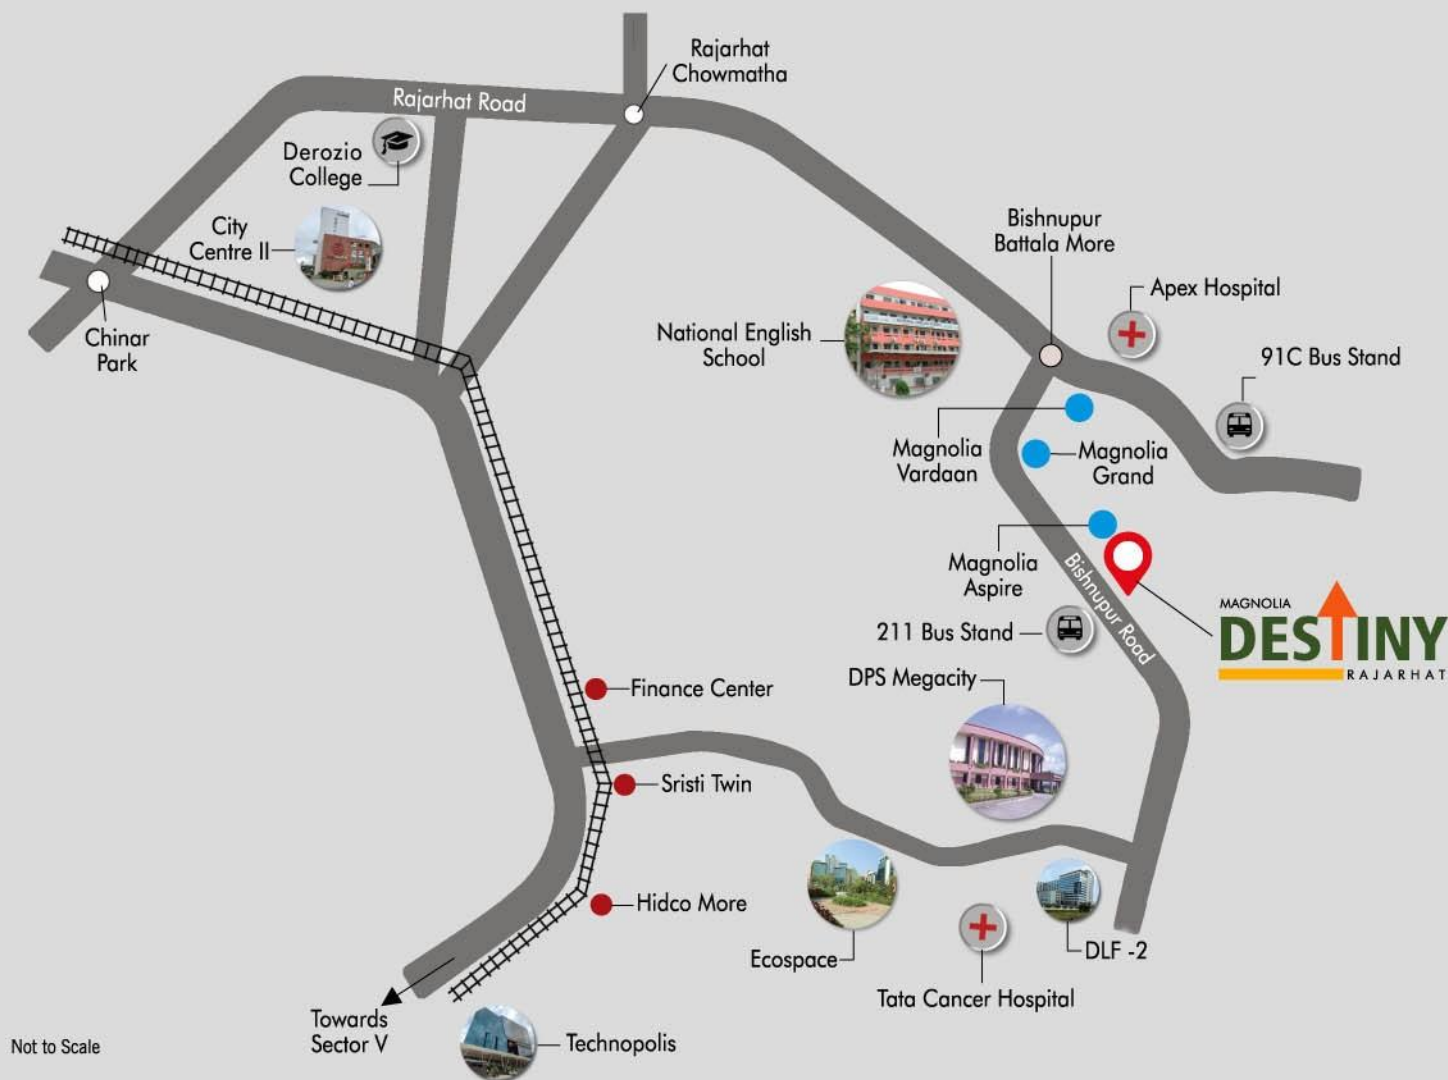 Rajarhat
Chowmatha
Rajarhat Road
Derozio
College
City
Centre II
Chinar
Park
Bishnupur
Battala More
Apex Hospital
National English
School
91C Bus Stand
Magnolia
Vardaan
Magnolia
Grand
Magnolia
Aspire
Bishnupur Road
MAGNOLIA
DESTINY
RAJARHAT
211 Bus Stand
DPS Megacity
Finance Center
Sristi Twin
Hidco More
Ecospace
DLF -2
Tata Cancer Hospital
Towards
Sector V
Technopolis
Not to Scale